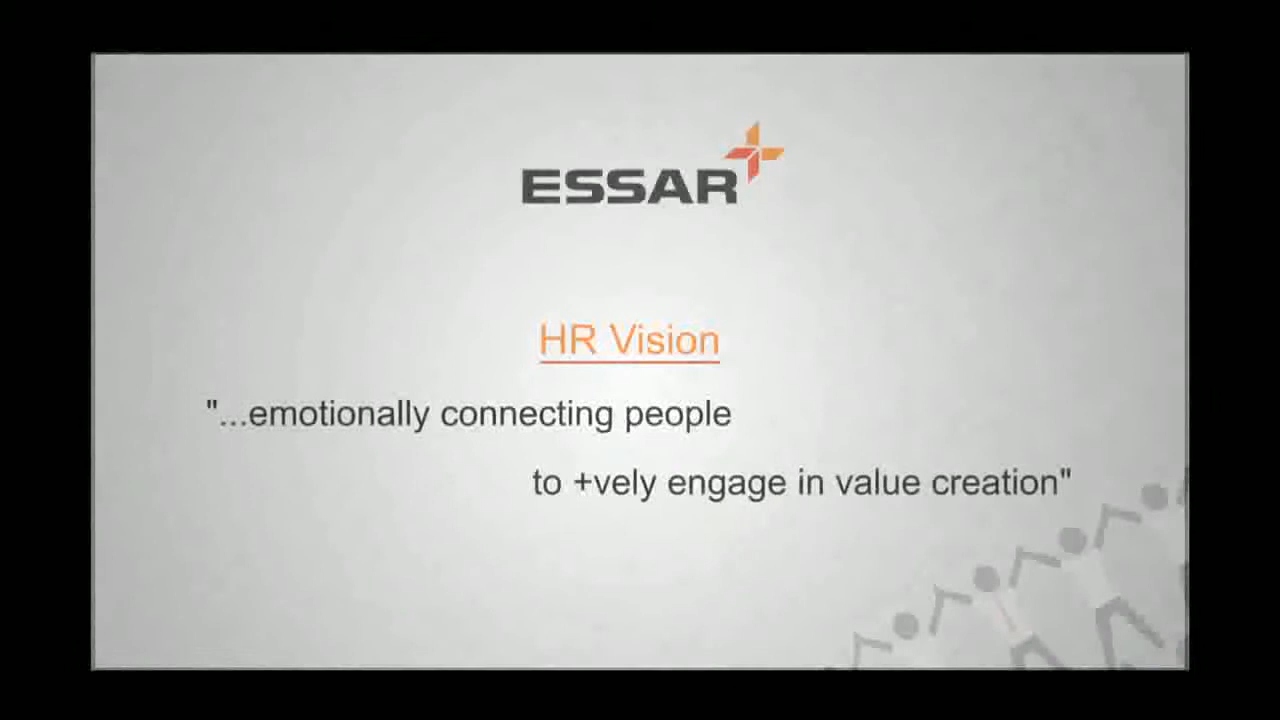 ESSAR
HR Vision
"...emotionally connecting people
to +vely engage in value creation"